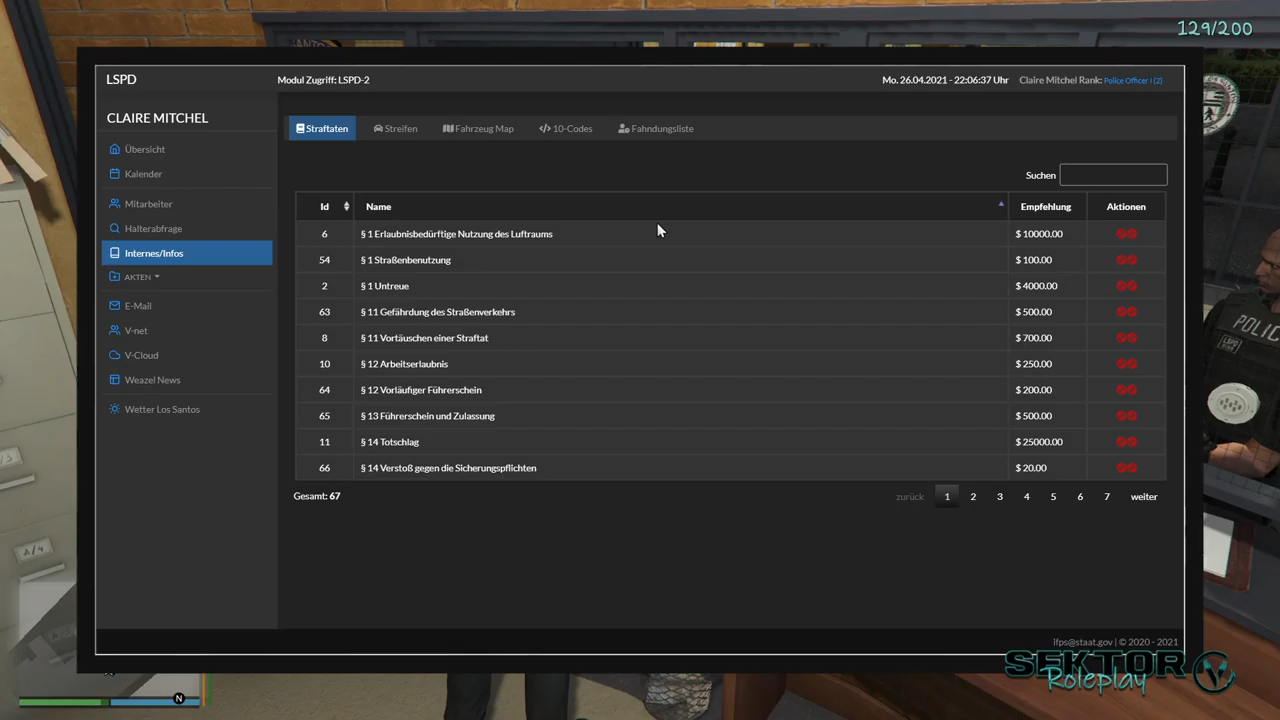 129/200
LSPD
Modul Zugriff: LSPD-2
Mo. 26.04.2021 - 22:06:37 Uhr
Claire Mitchel Rank: Police Officer I (2)
CLAIRE MITCHEL
Übersicht
Kalender
Mitarbeiter
Halterabfrage
Internes/Infos
AKTEN
E-Mail
V-net
V-Cloud
Weazel News
Wetter Los Santos
Straftaten Streifen Fahrzeug Map 10-Codes Fahndungsliste
Suchen
Id Name Empfehlung Aktionen
6 § 1 Erlaubnisbedürftige Nutzung des Luftraums $ 10000.00
54 § 1 Straßenbenutzung $ 100.00
2 § 1 Untreue $ 4000.00
63 § 11 Gefährdung des Straßenverkehrs $ 500.00
8 § 11 Vortäuschen einer Straftat $ 700.00
10 § 12 Arbeitserlaubnis $ 250.00
64 § 12 Vorläufiger Führerschein $ 200.00
65 § 13 Führerschein und Zulassung $ 500.00
11 § 14 Totschlag $ 25000.00
66 § 14 Verstoß gegen die Sicherungspflichten $ 20.00
Gesamt: 67
zurück 1 2 3 4 5 6 7 weiter
ifps@staat.gov | © 2020 - 2021
POLIC
LSPD
A/4
N
SEKTOR
Roleplay
V